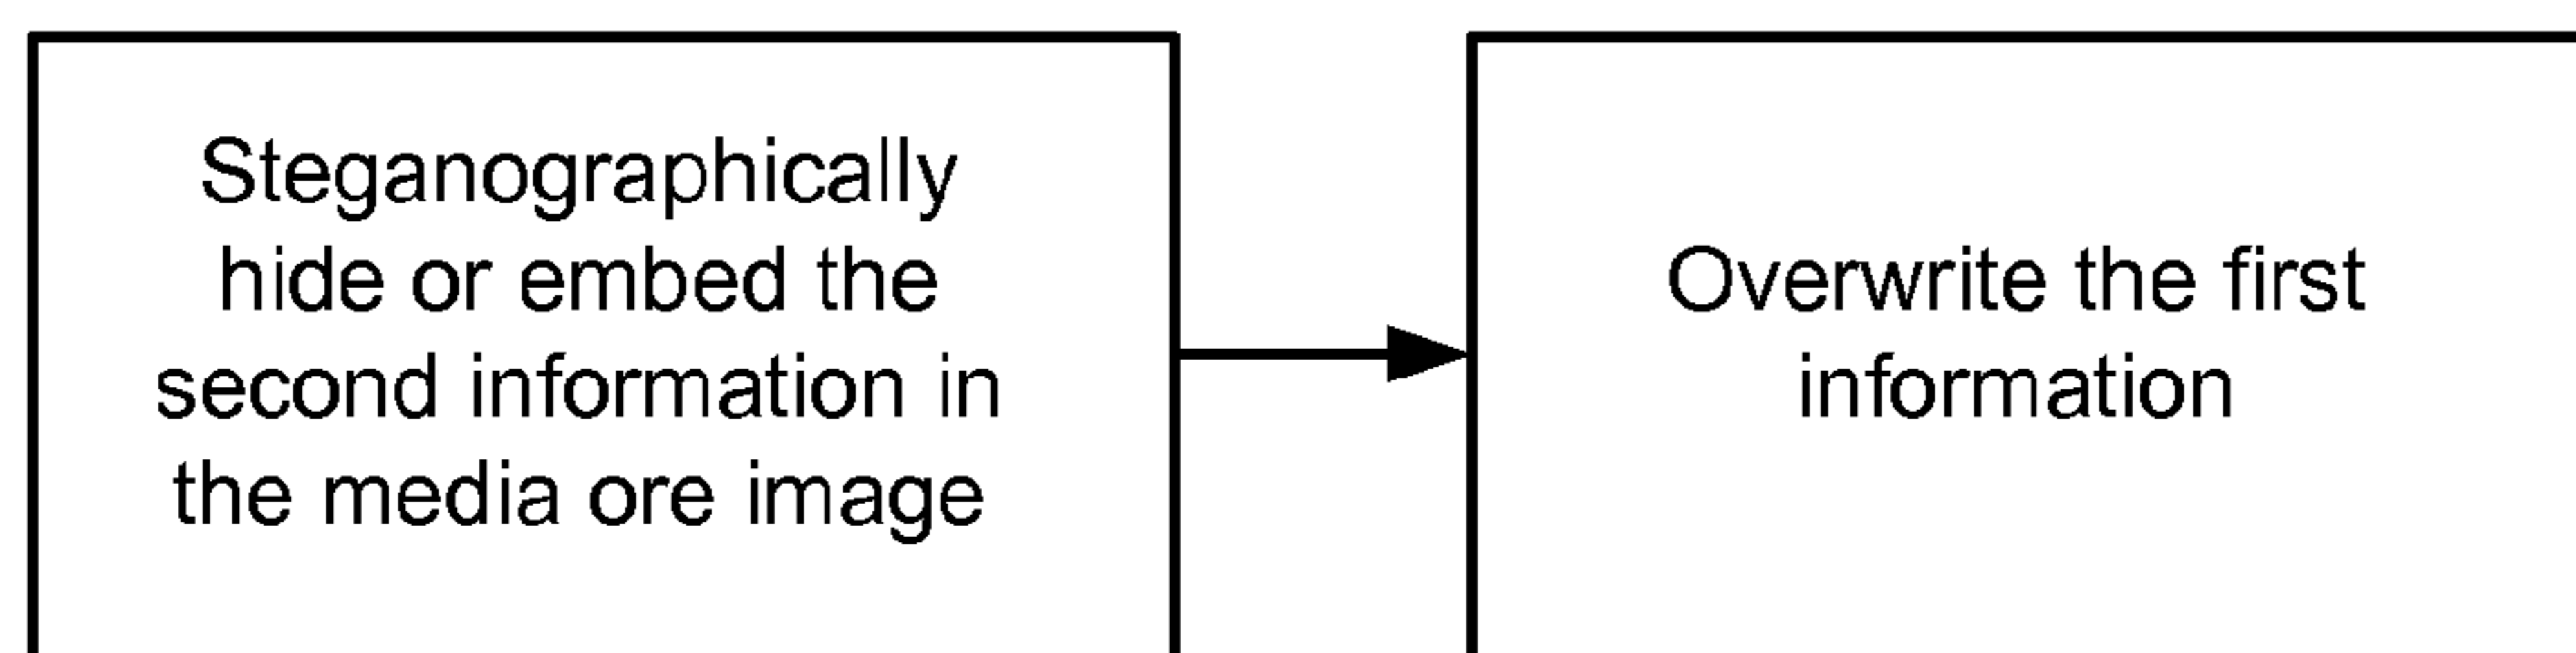 Steganographically
hide or embed the
second information in
the media ore image
Overwrite the first
information